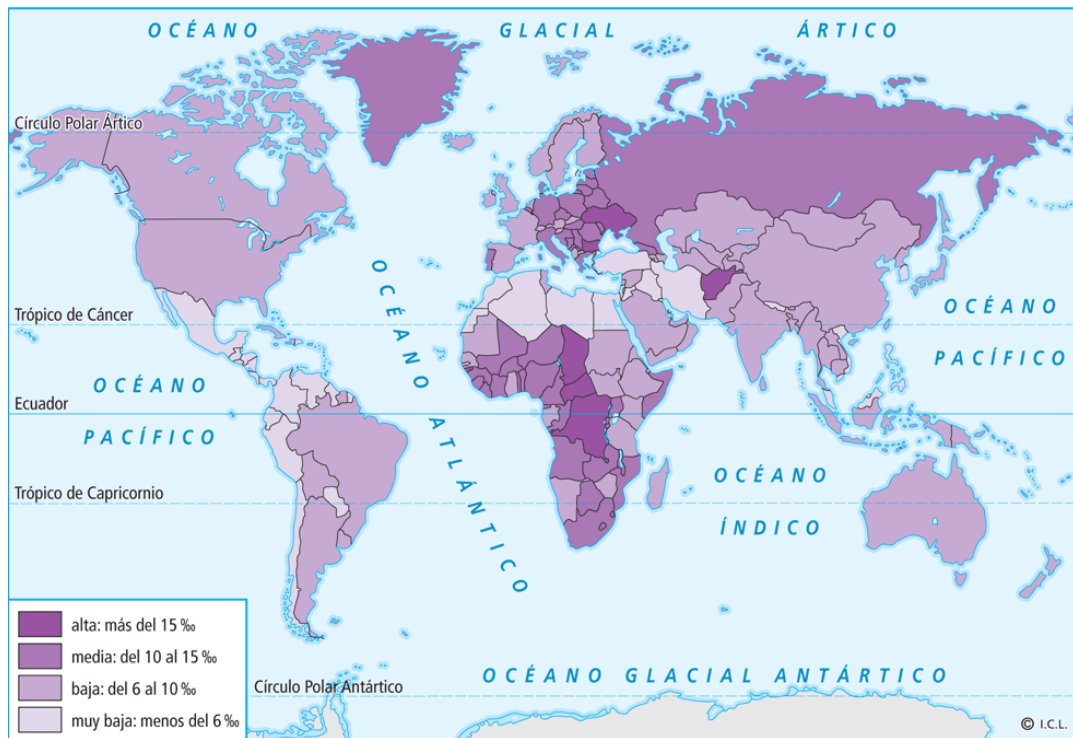 OCÉANO GLACIAL ÁRTICO
Círculo Polar Ártico
OCÉANO ATLÁNTICO
Trópico de Cáncer
OCÉANO PACÍFICO
OCÉANO PACÍFICO
Ecuador
OCÉANO ÍNDICO
Trópico de Capricornio
alta: más del 15 ‰
media: del 10 al 15 ‰
baja: del 6 al 10 ‰
muy baja: menos del 6 ‰
OCÉANO GLACIAL ANTÁRTICO
Círculo Polar Antártico
© I.C.L.